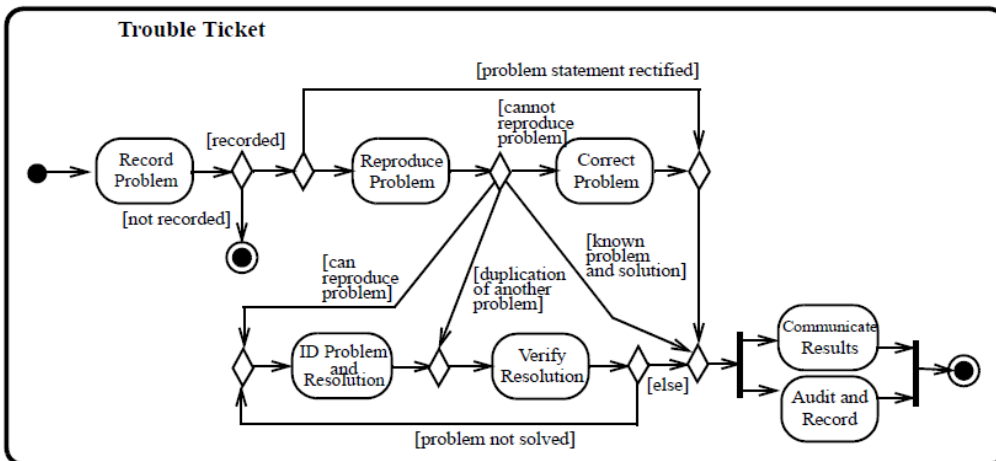 Trouble Ticket
[problem statement rectified]
[cannot
reproduce
problem]
[recorded]
Record
Problem
Reproduce
Problem
Correct
Problem
[not recorded]
[can
reproduce
problem]
[duplication
of another
problem]
[known
problem
and solution]
ID Problem
and
Resolution
Verify
Resolution
[else]
Communicate
Results
Audit and
Record
[problem not solved]